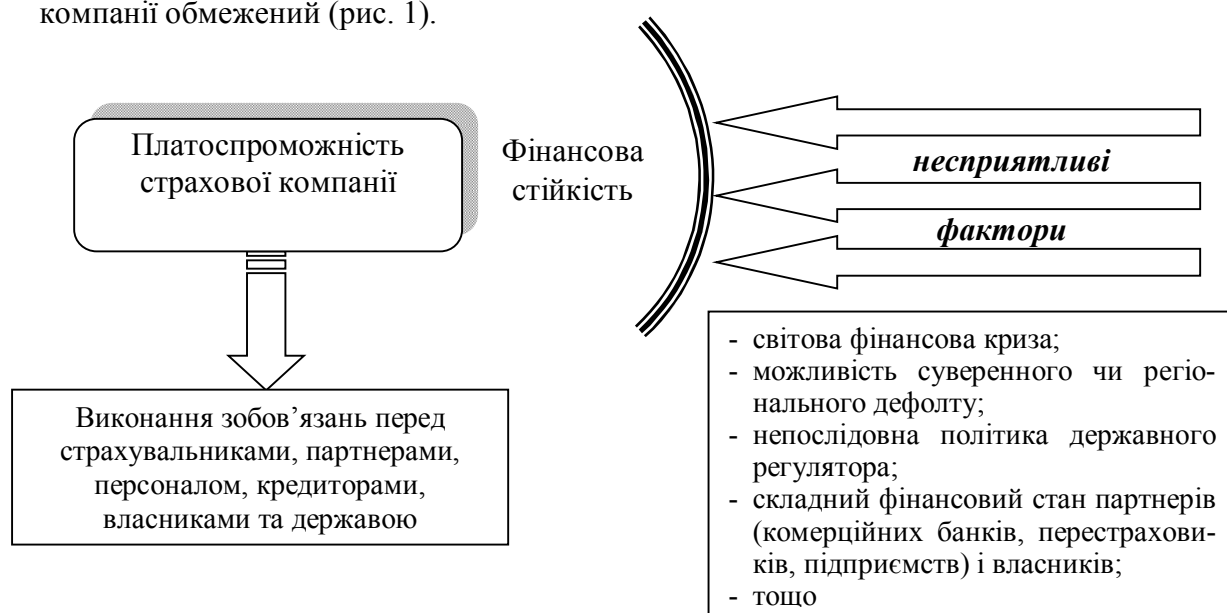 компанії обмежений (рис. 1).
Платоспроможність
страхової компанії
Фінансова
стійкість
несприятливі
фактори
Виконання зобов’язань перед
страхувальниками, партнерами,
персоналом, кредиторами,
власниками та державою
- світова фінансова криза;
- можливість суверенного чи регіо-
нального дефолту;
- непослідовна політика державного
регулятора;
- складний фінансовий стан партнерів
(комерційних банків, перестрахови-
ків, підприємств) і власників;
- тощо